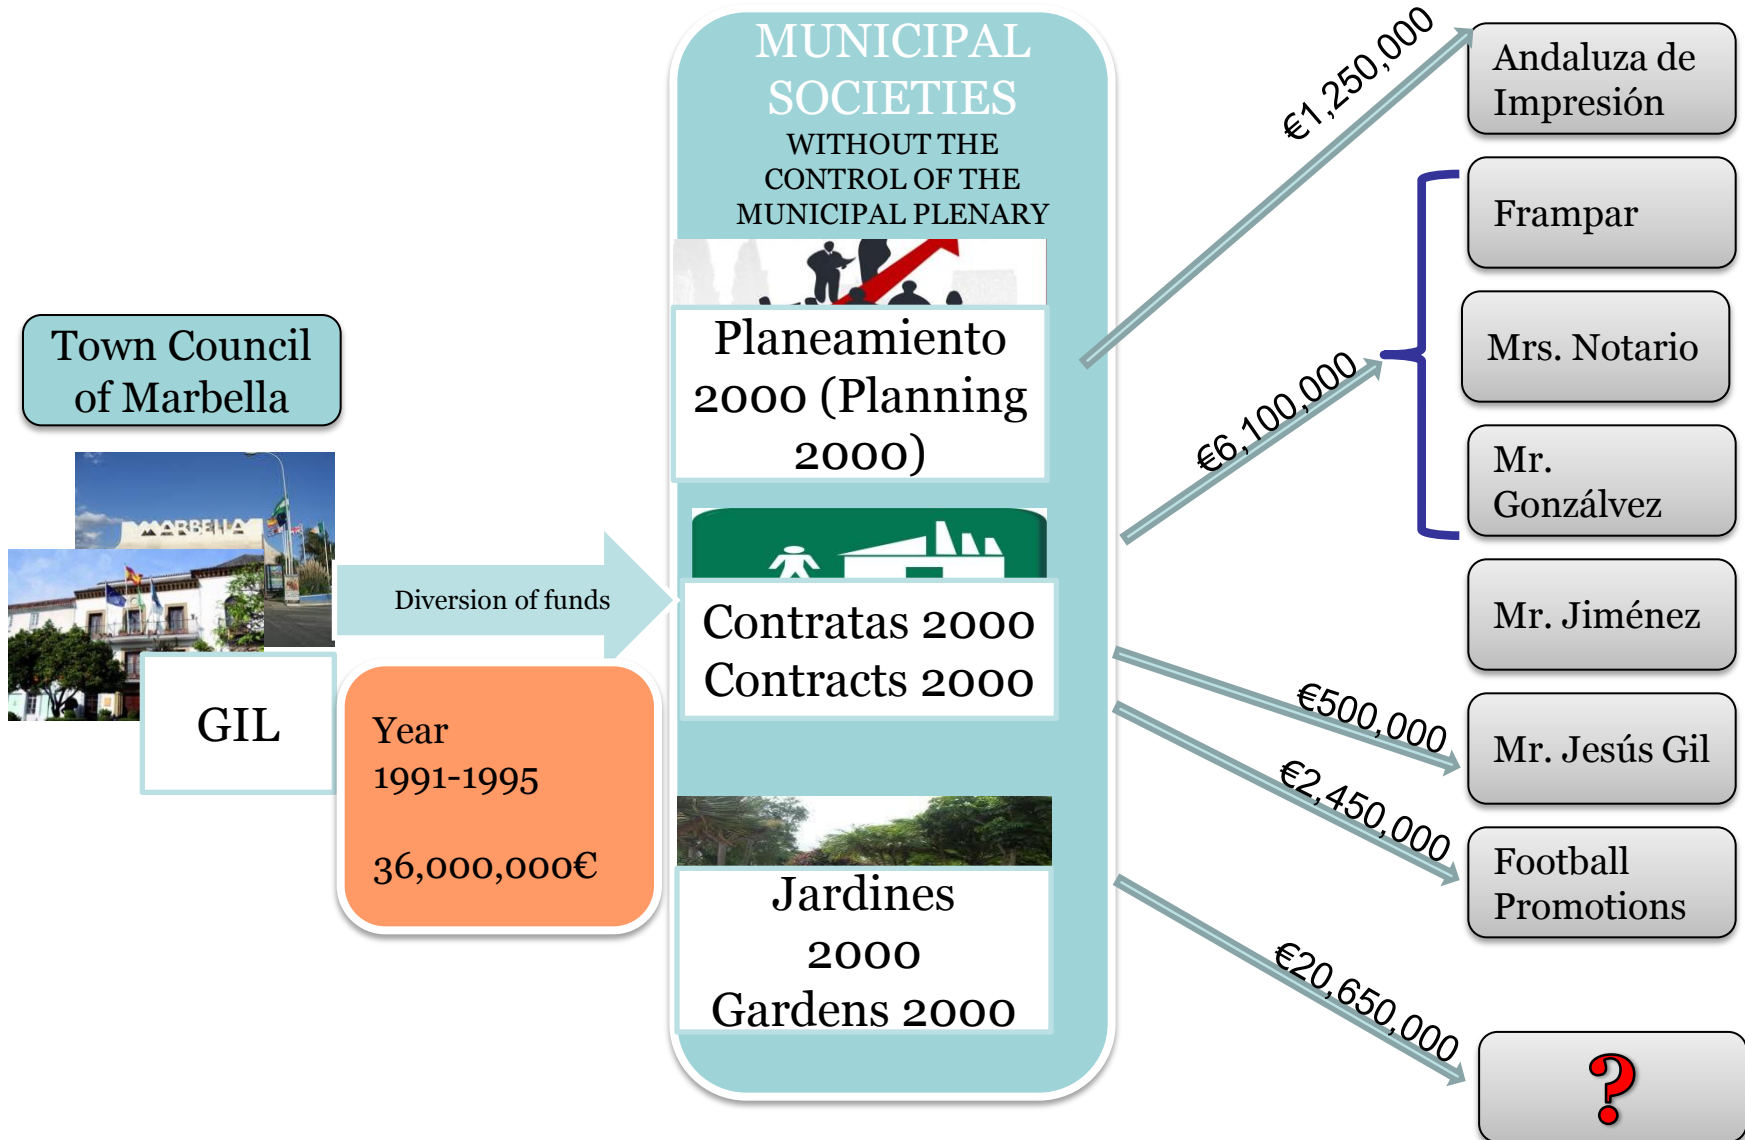 Town Council
of Marbella
MARBELLA
GIL
Diversion of funds
Year
1991-1995
36,000,000€
MUNICIPAL
SOCIETIES
WITHOUT THE
CONTROL OF THE
MUNICIPAL PLENARY
Planeamiento
2000 (Planning
2000)
Contratas 2000
Contracts 2000
Jardines
2000
Gardens 2000
€1,250,000
€6,100,000
€500,000
€2,450,000
€20,650,000
Andaluza de
Impresión
Frampar
Mrs. Notario
Mr.
Gonzálvez
Mr. Jiménez
Mr. Jesús Gil
Football
Promotions
?